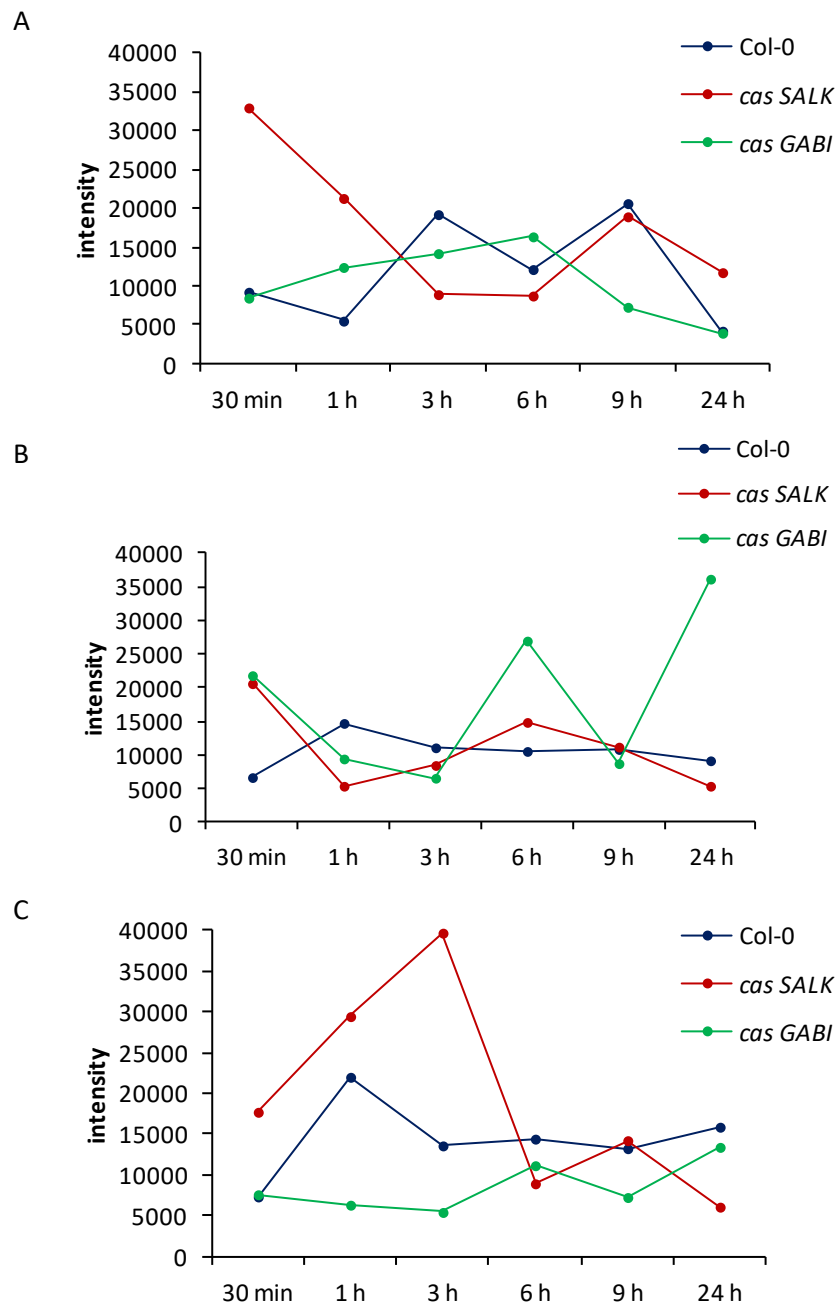 A
40000
35000
30000
25000
20000
15000
10000
5000
0
intensity
30 min 1 h 3 h 6 h 9 h 24 h
Col-0
cas SALK
cas GABI
B
Col-0
cas SALK
cas GABI
40000
35000
30000
25000
20000
15000
10000
5000
0
intensity
30 min 1 h 3 h 6 h 9 h 24 h
C
40000
35000
30000
25000
20000
15000
10000
5000
0
intensity
30 min 1 h 3 h 6 h 9 h 24 h
Col-0
cas SALK
cas GABI